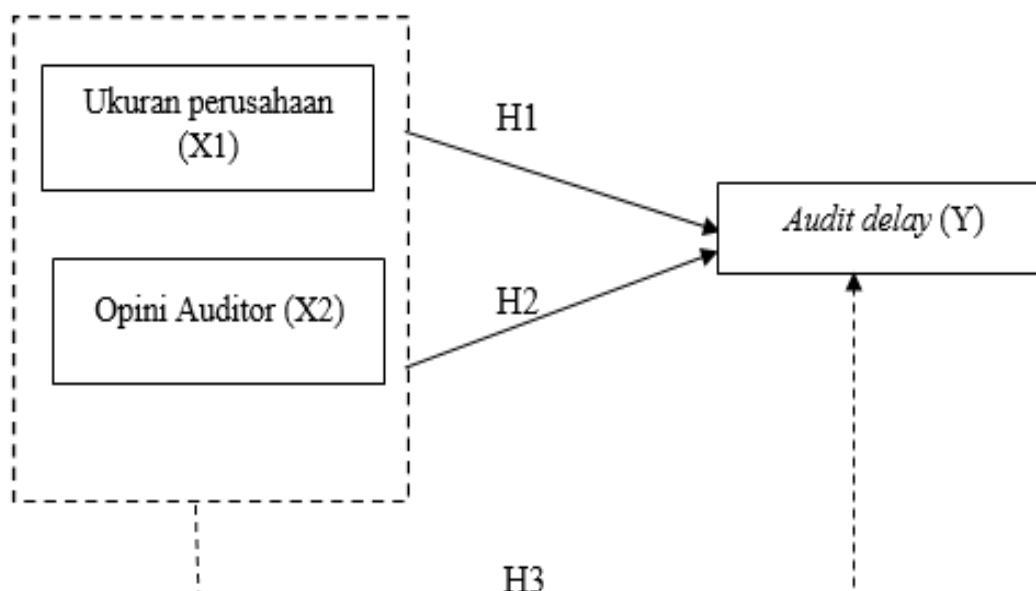 Ukuran perusahaan
(X1)
H1
Audit delay (Y)
Opini Auditor (X2)
H2
H3